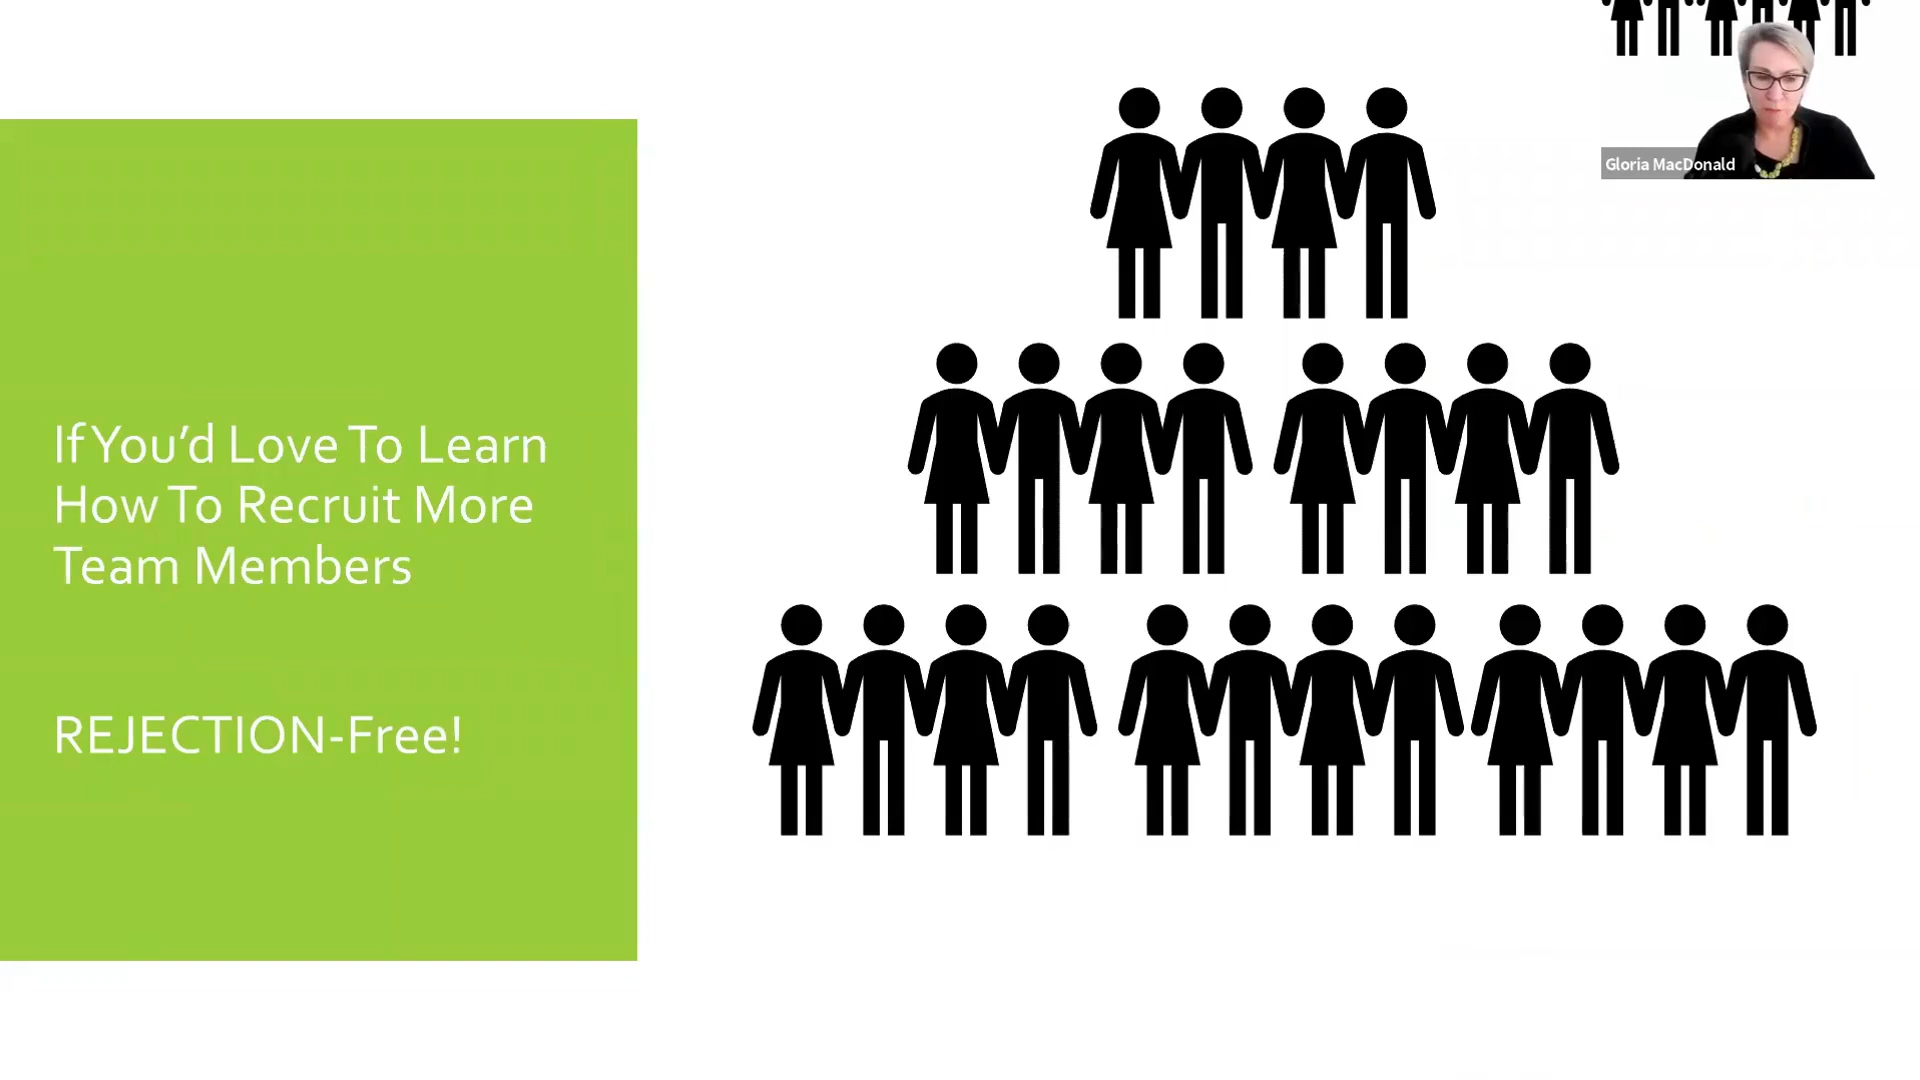 Gloria MacDonald
If You’d Love To Learn
How To Recruit More
Team Members
REJECTION-Free!